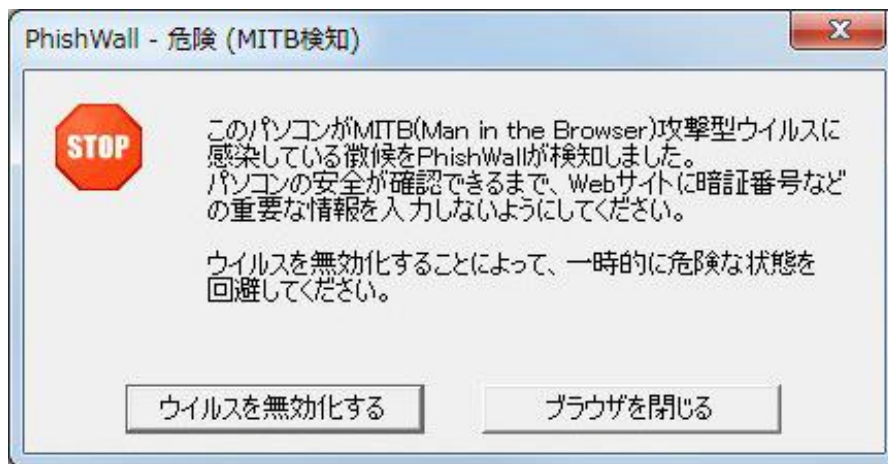 PhishWall - 危険 (MITB検知)
STOP
このパソコンがMITB(Man in the Browser)攻撃型ウイルスに
感染している徴候をPhishWallが検知しました。
パソコンの安全が確認できるまで、Webサイトに暗証番号など
の重要な情報を入力しないようにしてください。
ウイルスを無効化することによって、一時的に危険な状態を
回避してください。
ウイルスを無効化する
ブラウザを閉じる